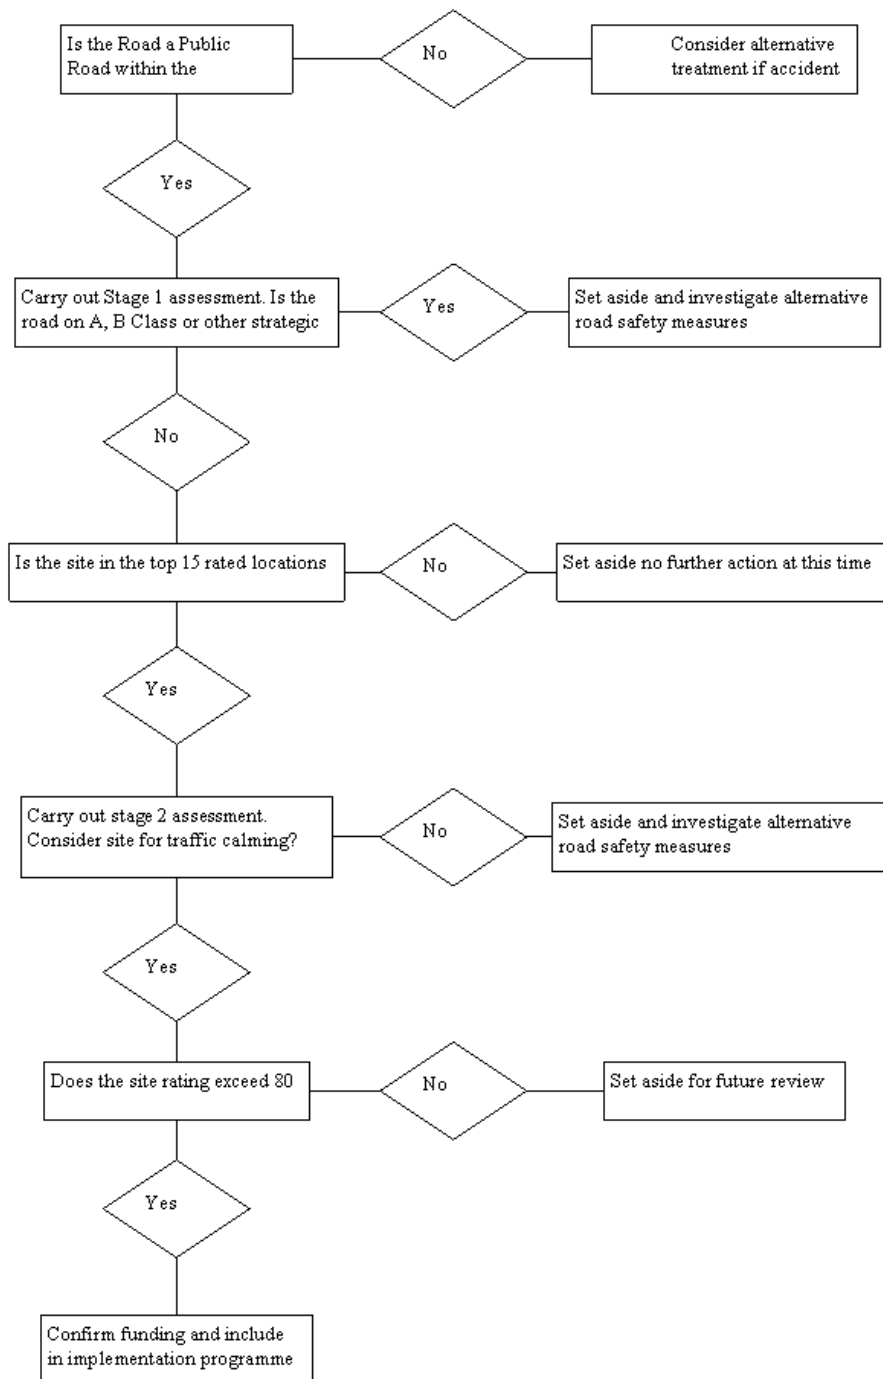 Is the Road a Public
Road within the
No
Consider alternative
treatment if accident
Yes
Carry out Stage 1 assessment. Is the
road on A, B Class or other strategic
Yes
Set aside and investigate alternative
road safety measures
No
Is the site in the top 15 rated locations
No
Set aside no further action at this time
Yes
Carry out stage 2 assessment.
Consider site for traffic calming?
No
Set aside and investigate alternative
road safety measures
Yes
Does the site rating exceed 80
No
Set aside for future review
Yes
Confirm funding and include
in implementation programme